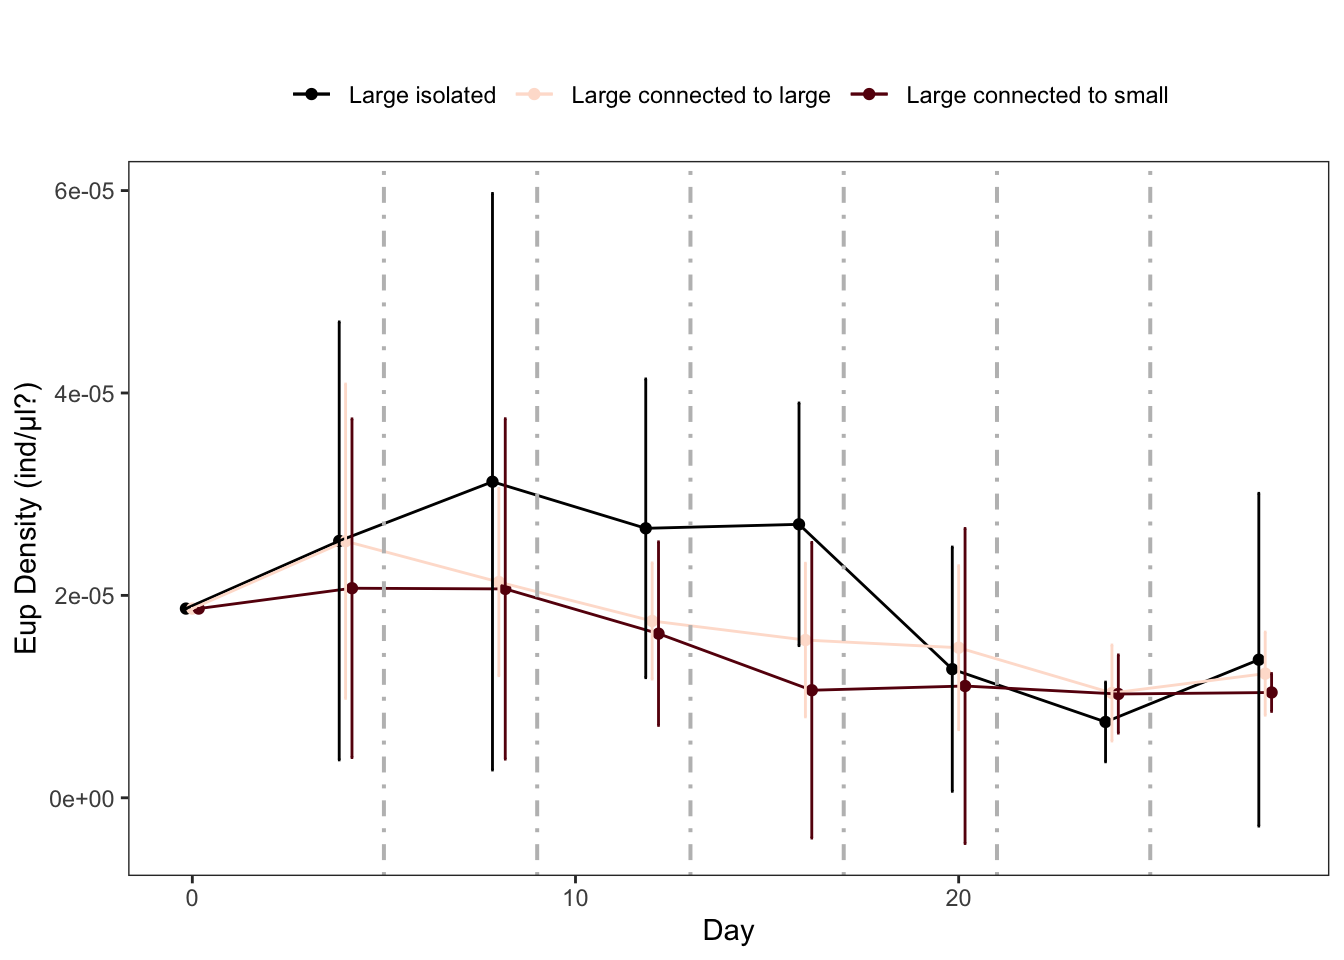 Large isolated Large connected to large Large connected to small
6e-05
4e-05
2e-05
0e+00
Eup Density (ind/µl?)
0 10 20
Day